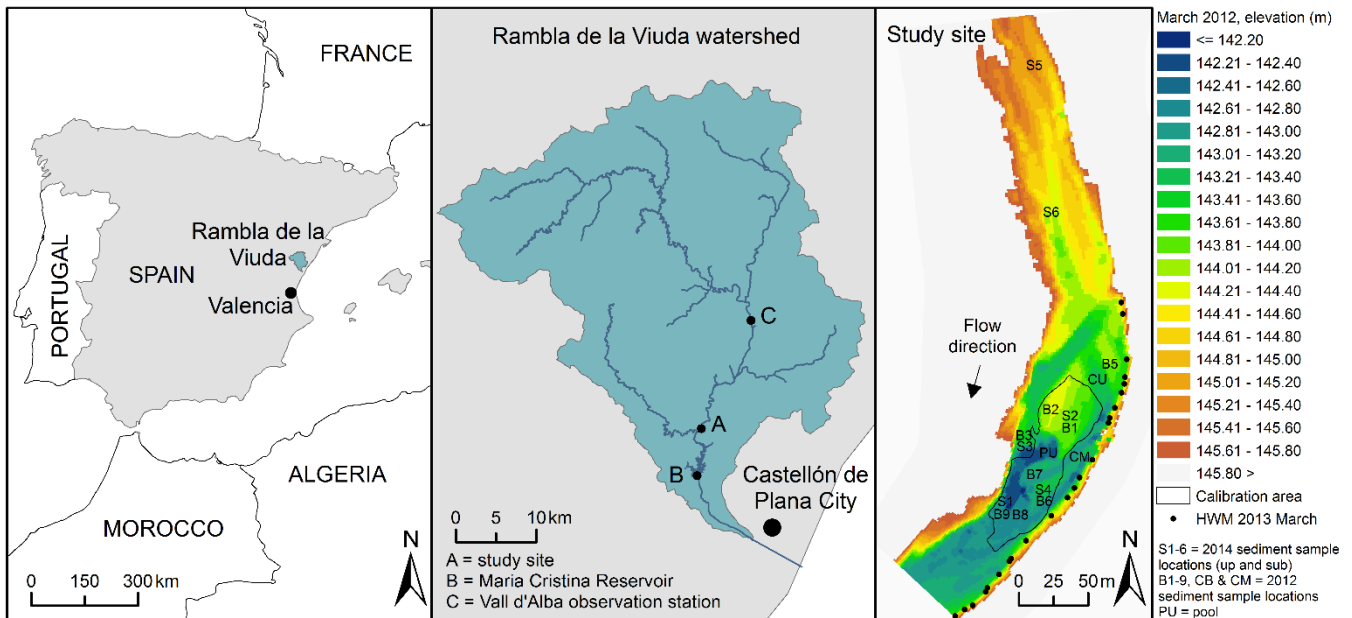 FRANCE
PORTUGAL
SPAIN
Rambla de la
Viuda
Valencia
ALGERIA
MOROCCO
N
0 150 300 km
Rambla de la Viuda watershed
C
A
B
Castellón de
Plana City
0 5 10 km
A = study site
B = Maria Cristina Reservoir
C = Vall d'Alba observation station
N
Study site
S5
S6
Flow
direction
B5
CU
B2
S2
B1
B3
S3
PU
CM
B7
S4
S1
B6
B9 B8
0 25 50 m
N
March 2012, elevation (m)
<= 142.20
142.21 - 142.40
142.41 - 142.60
142.61 - 142.80
142.81 - 143.00
143.01 - 143.20
143.21 - 143.40
143.41 - 143.60
143.61 - 143.80
143.81 - 144.00
144.01 - 144.20
144.21 - 144.40
144.41 - 144.60
144.61 - 144.80
144.81 - 145.00
145.01 - 145.20
145.21 - 145.40
145.41 - 145.60
145.61 - 145.80
145.80 >
Calibration area
HWM 2013 March
S1-6 = 2014 sediment sample
locations (up and sub)
B1-9, CB & CM = 2012
sediment sample locations
PU = pool